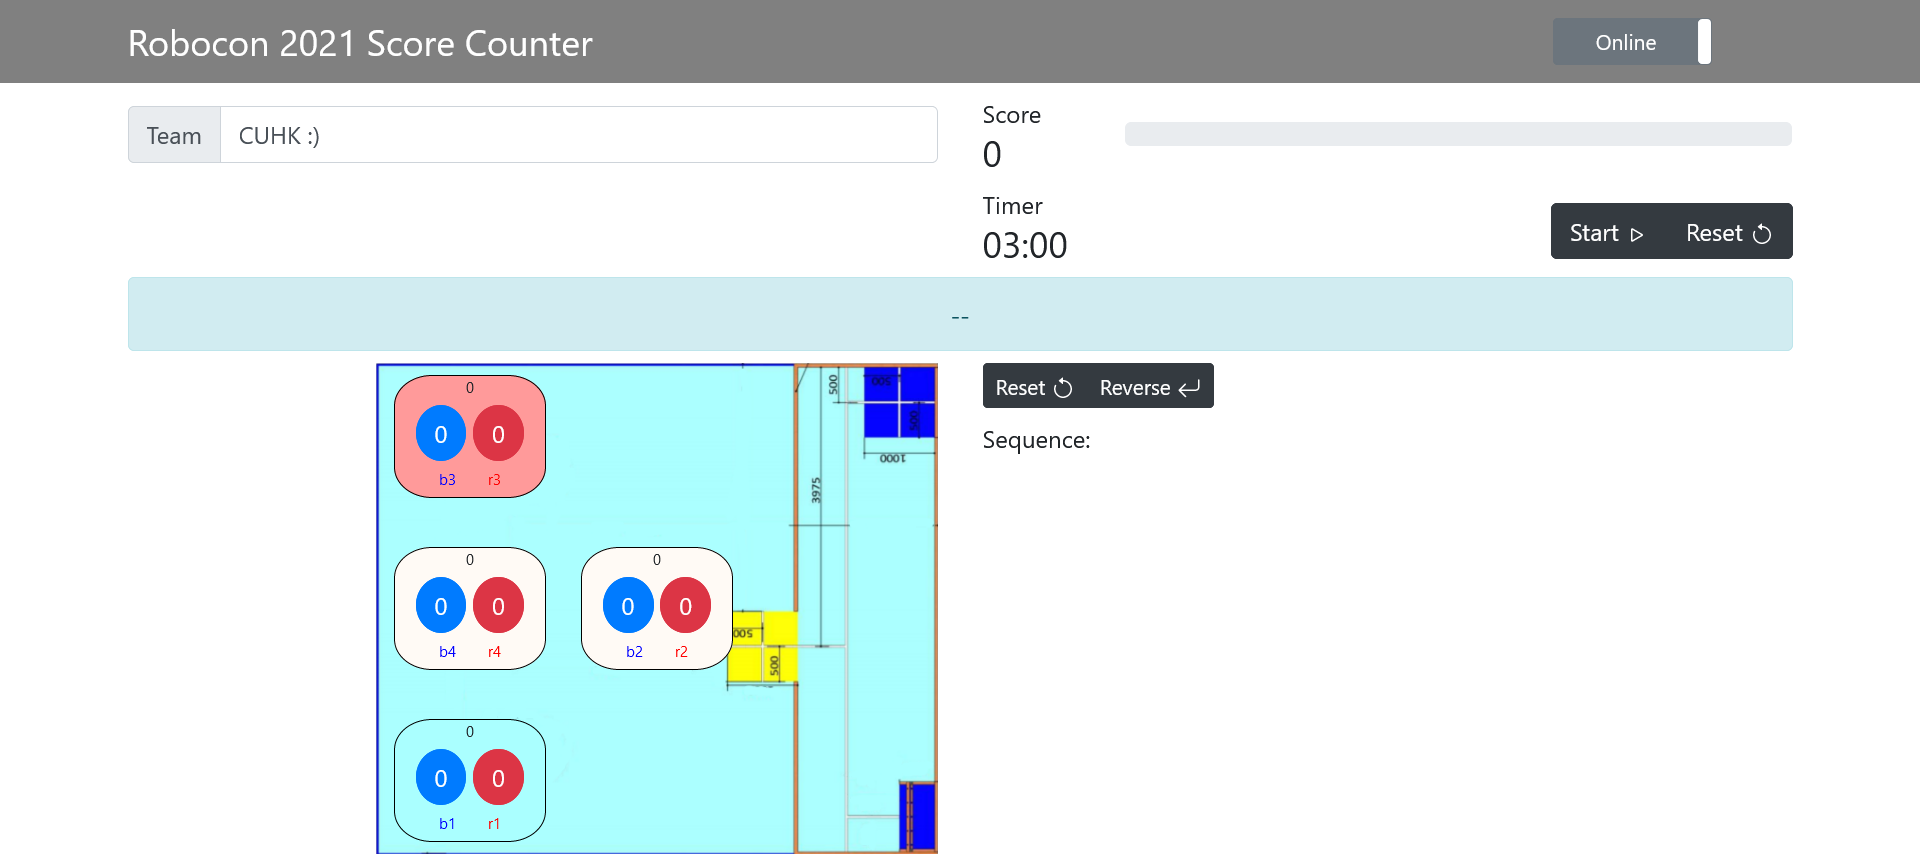 Robocon 2021 Score Counter
Online
Team
CUHK :)
Score
0
Timer
03:00
Start
Reset
--
0
0 0
b3 r3
0
0 0
b4 r4
0
0 0
b2 r2
0
0 0
b1 r1
500
500
500
1000
3975
500
500
Reset
Reverse
Sequence: